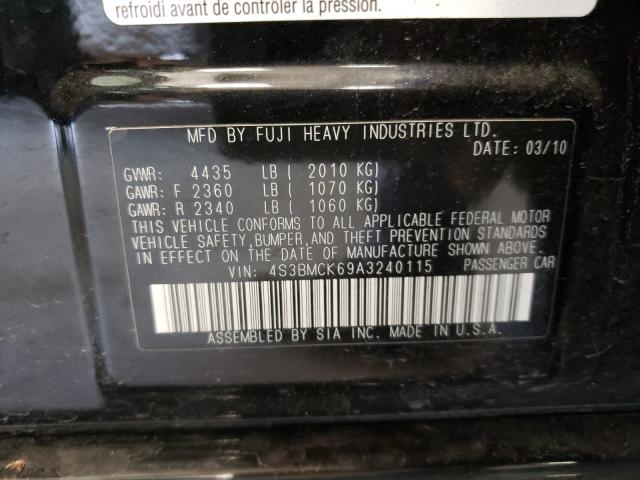 refroidi avant de contrôler la pression.
MFD BY FUJI HEAVY INDUSTRIES LTD.
DATE: 03/10
GVWR: 4435 LB ( 2010 KG)
GAWR: F 2360 LB ( 1070 KG)
GAWR: R 2340 LB ( 1060 KG)
THIS VEHICLE CONFORMS TO ALL APPLICABLE FEDERAL MOTOR
VEHICLE SAFETY, BUMPER, AND THEFT PREVENTION STANDARDS
IN EFFECT ON THE DATE OF MANUFACTURE SHOWN ABOVE.
VIN: 4S3BMCK69A3240115 PASSENGER CAR
ASSEMBLED BY SIA INC. MADE IN U.S.A.